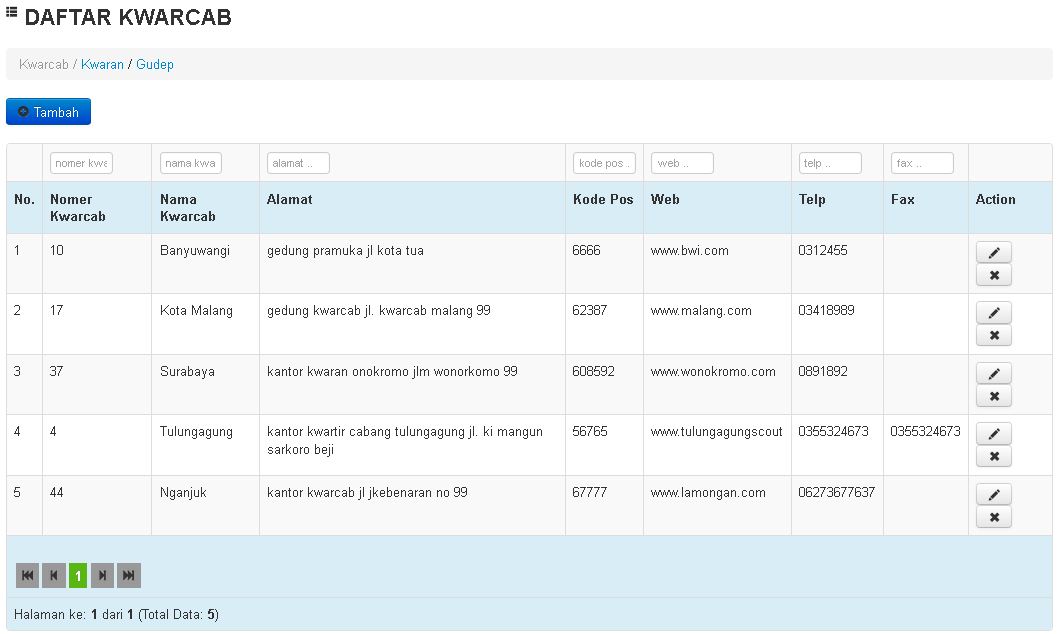 DAFTAR KWARCAB
Kwarcab / Kwaran / Gudep
Tambah
nomer kwa nama kwa alamat .. kode pos .. web .. telp .. fax ..
No. Nomer Kwarcab Nama Kwarcab Alamat Kode Pos Web Telp Fax Action
1 10 Banyuwangi gedung pramuka jl kota tua 6666 www.bwi.com 0312455
2 17 Kota Malang gedung kwarcab jl. kwarcab malang 99 62387 www.malang.com 03418989
3 37 Surabaya kantor kwaran onokromo jlm wonorkomo 99 608592 www.wonokromo.com 0891892
4 4 Tulungagung kantor kwartir cabang tulungagung jl. ki mangun sarkoro beji 56765 www.tulungagungscout 0355324673 0355324673
5 44 Nganjuk kantor kwarcab jl jkebenaran no 99 67777 www.lamongan.com 06273677637
1
Halaman ke: 1 dari 1 (Total Data: 5)